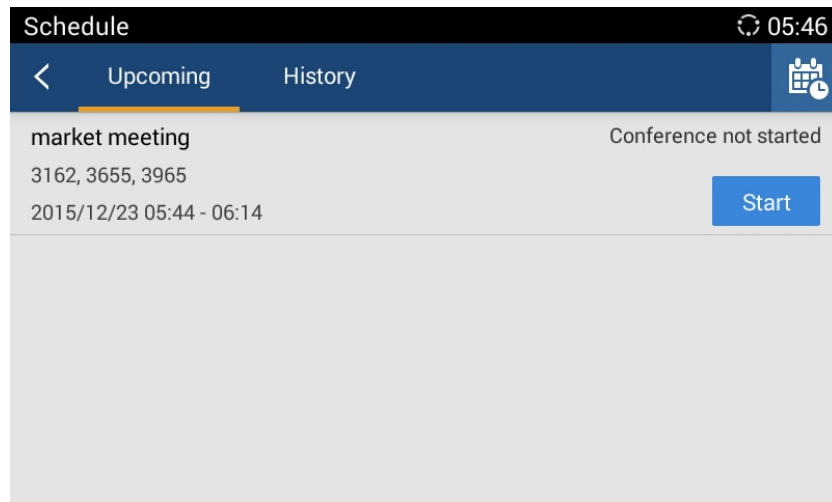 Schedule 05:46
Upcoming History
market meeting Conference not started
3162, 3655, 3965
2015/12/23 05:44 - 06:14 Start